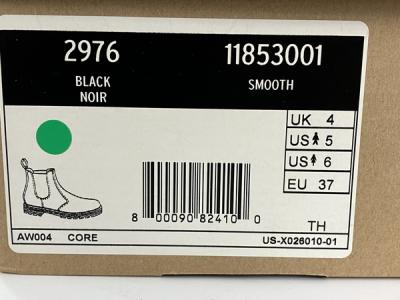 2976 11853001
BLACK SMOOTH
NOIR
UK 4
US 5
US 6
EU 37
8 00090 82410 0
TH
AW004 CORE US-X026010-01